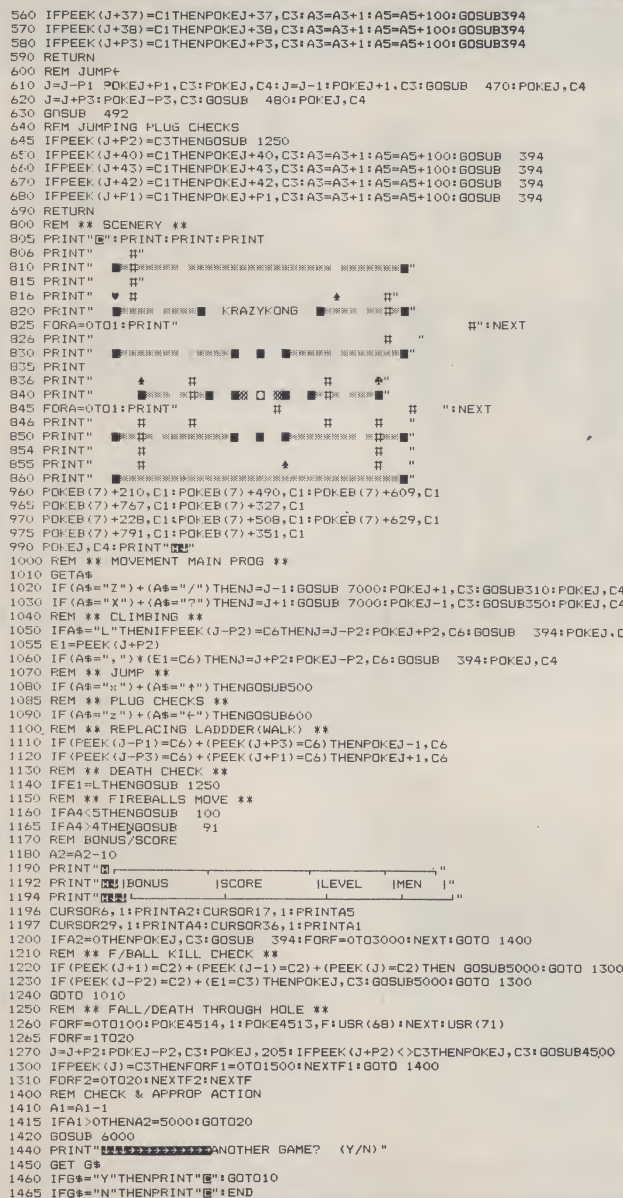 560 IFPEEK(J+37)=C1THENPOKEJ+37,C3:A3=A3+1:A5=A5+100:GOSUB394
570 IFPEEK(J+38)=C1THENPOKEJ+38,C3:A3=A3+1:A5=A5+100:GOSUB394
580 IFPEEK(J+P3)=C1THENPOKEJ+P3,C3:A3=A3+1:A5=A5+100:GOSUB394
590 RETURN
600 REM JUMP←
610 J=J-P1 POKEJ+P1,C3:POKEJ,C4:J=J-1:POKEJ+1,C3:GOSUB 470:POKEJ,C4
620 J=J+P3:POKEJ-P3,C3:GOSUB 480:POKEJ,C4
630 GOSUB 492
640 REM JUMPING PLUG CHECKS
645 IFPEEK(J+P2)=C3THENGOSUB 1250
650 IFPEEK(J+40)=C1THENPOKEJ+40,C3:A3=A3+1:A5=A5+100:GOSUB 394
660 IFPEEK(J+43)=C1THENPOKEJ+43,C3:A3=A3+1:A5=A5+100:GOSUB 394
670 IFPEEK(J+42)=C1THENPOKEJ+42,C3:A3=A3+1:A5=A5+100:GOSUB 394
680 IFPEEK(J+P1)=C1THENPOKEJ+P1,C3:A3=A3+1:A5=A5+100:GOSUB 394
690 RETURN
800 REM ** SCENERY **
805 PRINT"C":PRINT:PRINT:PRINT
806 PRINT" #"
810 PRINT" "
815 PRINT" #"
816 PRINT" ♥ # ♠ #"
820 PRINT" KRAZYKONG "
825 FORA=0TO1:PRINT" #":NEXT
826 PRINT" # "
830 PRINT" "
835 PRINT
836 PRINT" ♠ # # ♣"
840 PRINT" "
845 FORA=0TO1:PRINT" # # ":NEXT
846 PRINT" # # # # "
850 PRINT" "
854 PRINT" # # "
855 PRINT" # ♠ # "
860 PRINT" "
960 POKEB(7)+210,C1:POKEB(7)+490,C1:POKEB(7)+609,C1
965 POKEB(7)+767,C1:POKEB(7)+327,C1
970 POKEB(7)+228,C1:POKEB(7)+508,C1:POKEB(7)+629,C1
975 POKEB(7)+791,C1:POKEB(7)+351,C1
990 POKEJ,C4:PRINT" "
1000 REM ** MOVEMENT MAIN PROG **
1010 GETA$
1020 IF(A$="Z")+(A$="/")THENJ=J-1:GOSUB 7000:POKEJ+1,C3:GOSUB310:POKEJ,C4
1030 IF(A$="X")+(A$="?")THENJ=J+1:GOSUB 7000:POKEJ-1,C3:GOSUB350:POKEJ,C4
1040 REM ** CLIMBING **
1050 IFA$="L"THENIFPEEK(J-P2)=C6THENJ=J-P2:POKEJ+P2,C6:GOSUB 394:POKEJ,C
1055 E1=PEEK(J+P2)
1060 IF(A$=",")*(E1=C6)THENJ=J+P2:POKEJ-P2,C6:GOSUB 394:POKEJ,C4
1070 REM ** JUMP **
1080 IF(A$="x")+(A$="↑")THENGOSUB500
1085 REM ** PLUG CHECKS **
1090 IF(A$="z")+(A$="←")THENGOSUB600
1100 REM ** REPLACING LADDDER(WALK) **
1110 IF(PEEK(J-P1)=C6)+(PEEK(J+P3)=C6)THENPOKEJ-1,C6
1120 IF(PEEK(J-P3)=C6)+(PEEK(J+P1)=C6)THENPOKEJ+1,C6
1130 REM ** DEATH CHECK **
1140 IFE1=LTHENGOSUB 1250
1150 REM ** FIREBALLS MOVE **
1160 IFA4<5THENGOSUB 100
1165 IFA4>4THENGOSUB 91
1170 REM BONUS/SCORE
1180 A2=A2-10
1190 PRINT" "
1192 PRINT" |BONUS |SCORE |LEVEL |MEN |"
1194 PRINT" "
1196 CURSOR6,1:PRINTA2:CURSOR17,1:PRINTA5
1197 CURSOR29,1:PRINTA4:CURSOR36,1:PRINTA1
1200 IFA2=0THENPOKEJ,C3:GOSUB 394:FORF=0TO3000:NEXT:GOTO 1400
1210 REM ** F/BALL KILL CHECK **
1220 IF(PEEK(J+1)=C2)+(PEEK(J-1)=C2)+(PEEK(J)=C2)THEN GOSUB5000:GOTO 1300
1230 IF(PEEK(J-P2)=C2)+(E1=C3)THENPOKEJ,C3:GOSUB5000:GOTO 1300
1240 GOTO 1010
1250 REM ** FALL/DEATH THROUGH HOLE **
1260 FORF=0TO100:POKE4514,1:POKE4513,F:USR(68):NEXT:USR(71)
1265 FORF=1TO20
1270 J=J+P2:POKEJ-P2,C3:POKEJ,205:IFPEEK(J+P2)<>C3THENPOKEJ,C3:GOSUB4500
1300 IFPEEK(J)=C3THENFORF1=0TO1500:NEXTF1:GOTO 1400
1310 FORF2=0TO20:NEXTF2:NEXTF
1400 REM CHECK & APPROP ACTION
1410 A1=A1-1
1415 IFA1>0THENA2=5000:GOTO20
1420 GOSUB 6000
1440 PRINT" ANOTHER GAME? (Y/N)"
1450 GET G$
1460 IFG$="Y"THENPRINT"C":GOTO10
1465 IFG$="N"THENPRINT"C":END